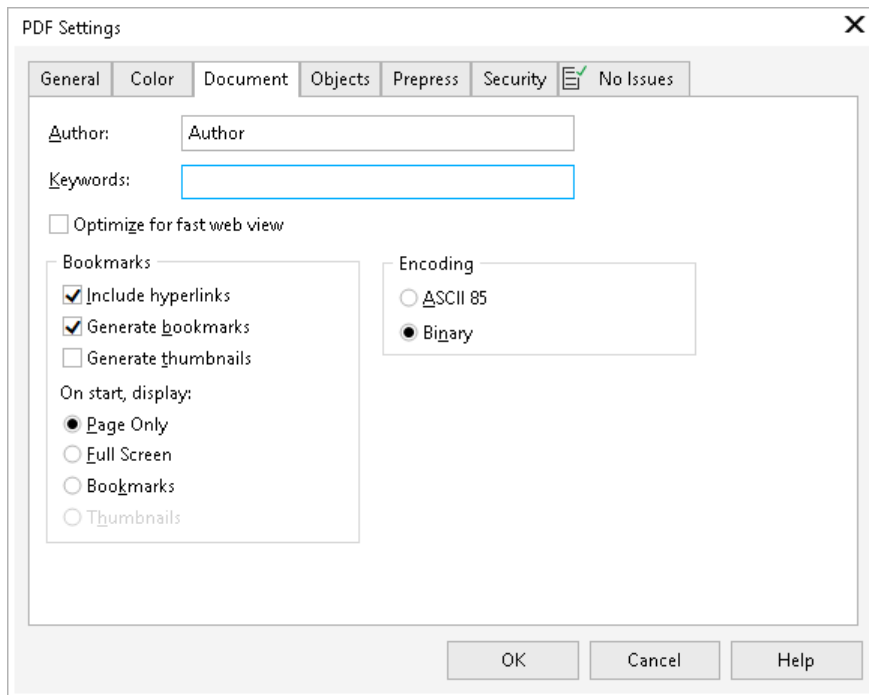 PDF Settings
General Color Document Objects Prepress Security No Issues
Author: Author
Keywords:
Optimize for fast web view
Bookmarks
Include hyperlinks
Generate bookmarks
Generate thumbnails
On start, display:
Page Only
Full Screen
Bookmarks
Thumbnails
Encoding
ASCII 85
Binary
OK Cancel Help